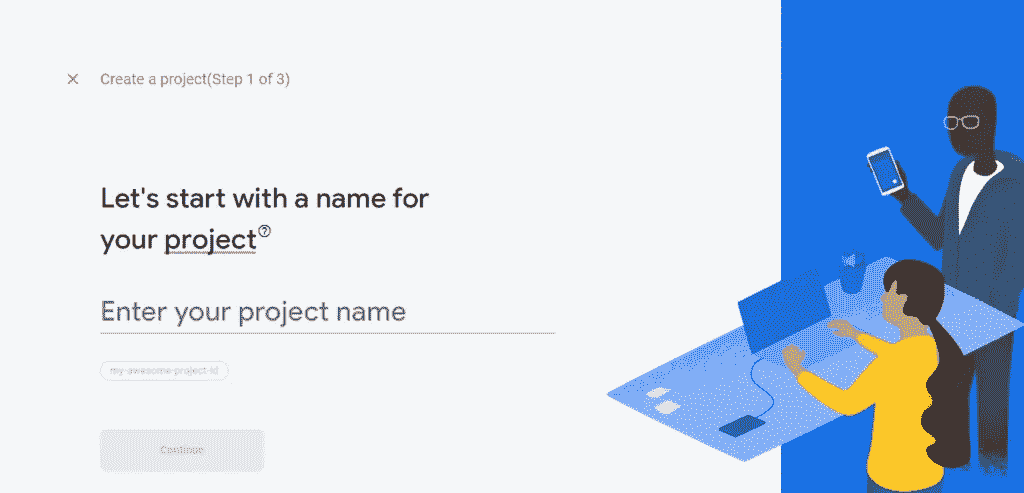 Create a project(Step 1 of 3)
Let's start with a name for
your project
Enter your project name
my-awesome-project-id
Continue